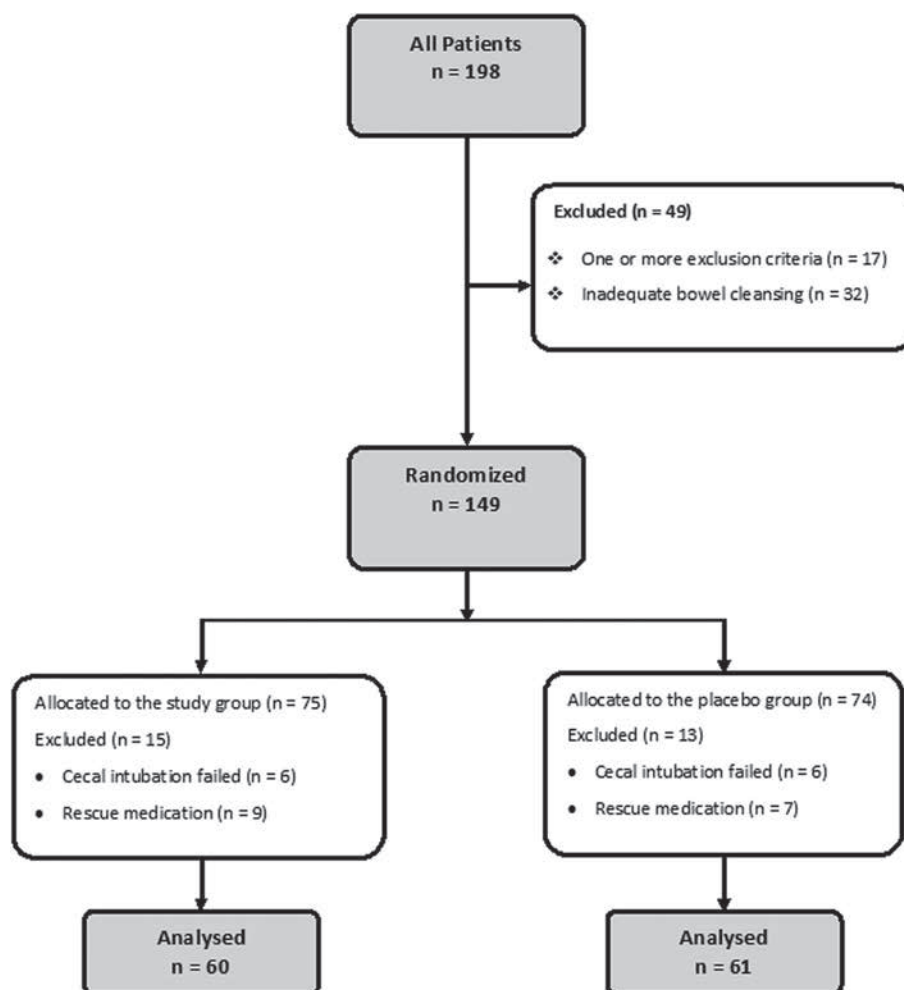 All Patients
n = 198
Excluded (n = 49)
❖ One or more exclusion criteria (n = 17)
❖ Inadequate bowel cleansing (n = 32)
Randomized
n = 149
Allocated to the study group (n = 75)
Excluded (n = 15)
• Cecal intubation failed (n = 6)
• Rescue medication (n = 9)
Allocated to the placebo group (n = 74)
Excluded (n = 13)
• Cecal intubation failed (n = 6)
• Rescue medication (n = 7)
Analysed
n = 60
Analysed
n = 61